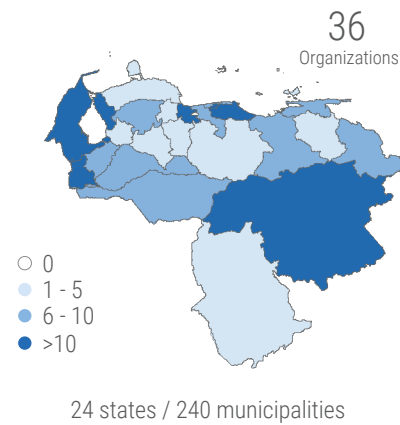 36
Organizations
0
1 - 5
6 - 10
>10
24 states / 240 municipalities